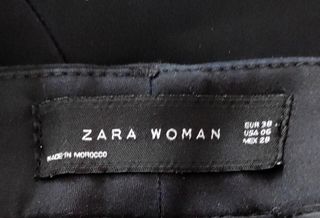 ZARA WOMAN
MADE IN MOROCCO
EUR 38
USA 06
MEX 28